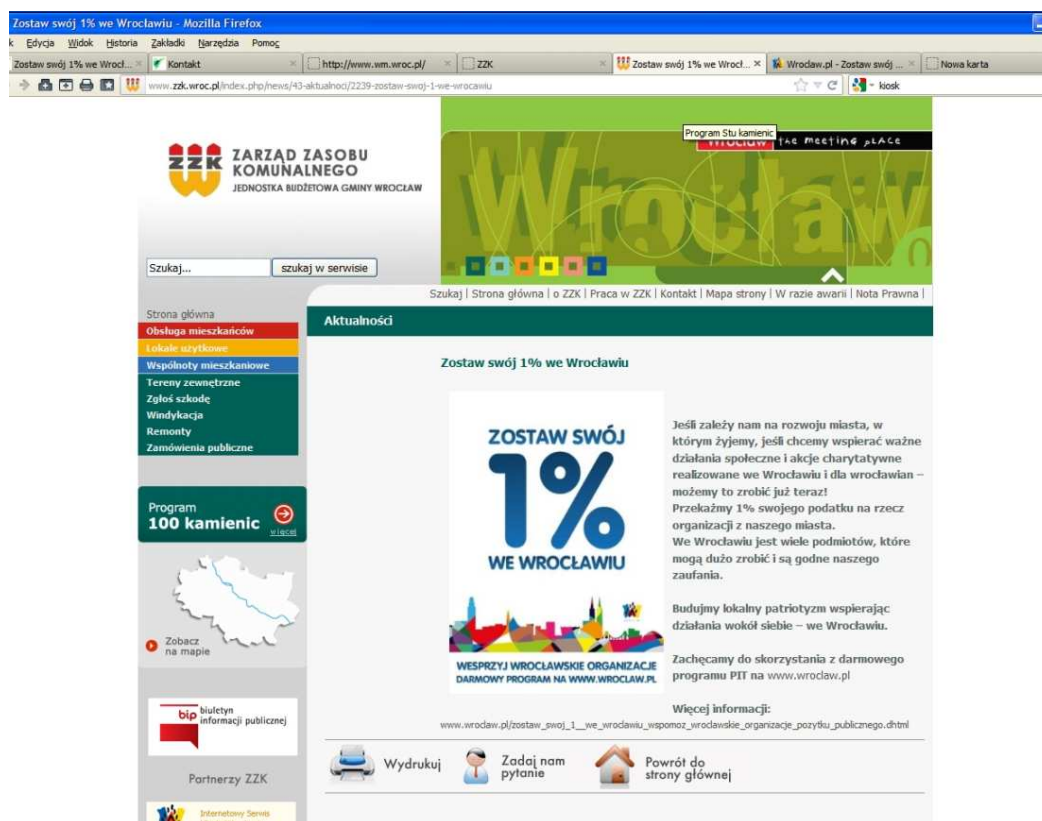 Zostaw swój 1% we Wrocławiu - Mozilla Firefox
k Edycja Widok Historia Zakładki Narzędzia Pomoc
Zostaw swój 1% we Wrocł... Kontakt http://www.wm.wroc.pl/ ZZK Zostaw swój 1% we Wrocł... Wroclaw.pl - Zostaw swój ... Nowa karta
www.zzk.wroc.pl/index.php/news/43-aktualnoci/2239-zostaw-swoj-1-we-wrocawiu kiosk
Program Stu kamienic
Wrocław the meeting place
ZZK ZARZĄD ZASOBU
KOMUNALNEGO
JEDNOSTKA BUDŻETOWA GMINY WROCŁAW
Wrocław
Szukaj... szukaj w serwisie
Szukaj | Strona główna | o ZZK | Praca w ZZK | Kontakt | Mapa strony | W razie awarii | Nota Prawna |
Strona główna
Obsługa mieszkańców
Lokale użytkowe
Wspólnoty mieszkaniowe
Tereny zewnętrzne
Zgłoś szkodę
Windykacja
Remonty
Zamówienia publiczne
Program
100 kamienic
więcej
Zobacz
na mapie
bip biuletyn
informacji publicznej
Partnerzy ZZK
Internetowy Serwis
Aktualności
Zostaw swój 1% we Wrocławiu
ZOSTAW SWÓJ
1%
WE WROCŁAWIU
WESPRZYJ WROCŁAWSKIE ORGANIZACJE
DARMOWY PROGRAM NA WWW.WROCLAW.PL
Jeśli zależy nam na rozwoju miasta, w
którym żyjemy, jeśli chcemy wspierać ważne
działania społeczne i akcje charytatywne
realizowane we Wrocławiu i dla wrocławian –
możemy to zrobić już teraz!
Przekażmy 1% swojego podatku na rzecz
organizacji z naszego miasta.
We Wrocławiu jest wiele podmiotów, które
mogą dużo zrobić i są godne naszego
zaufania.
Budujmy lokalny patriotyzm wspierając
działania wokół siebie – we Wrocławiu.
Zachęcamy do skorzystania z darmowego
programu PIT na www.wroclaw.pl
Więcej informacji:
www.wroclaw.pl/zostaw_swoj_1__we_wroclawiu_wspomoz_wroclawskie_organizacje_pozytku_publicznego.dhtml
Wydrukuj
Zadaj nam
pytanie
Powrót do
strony głównej